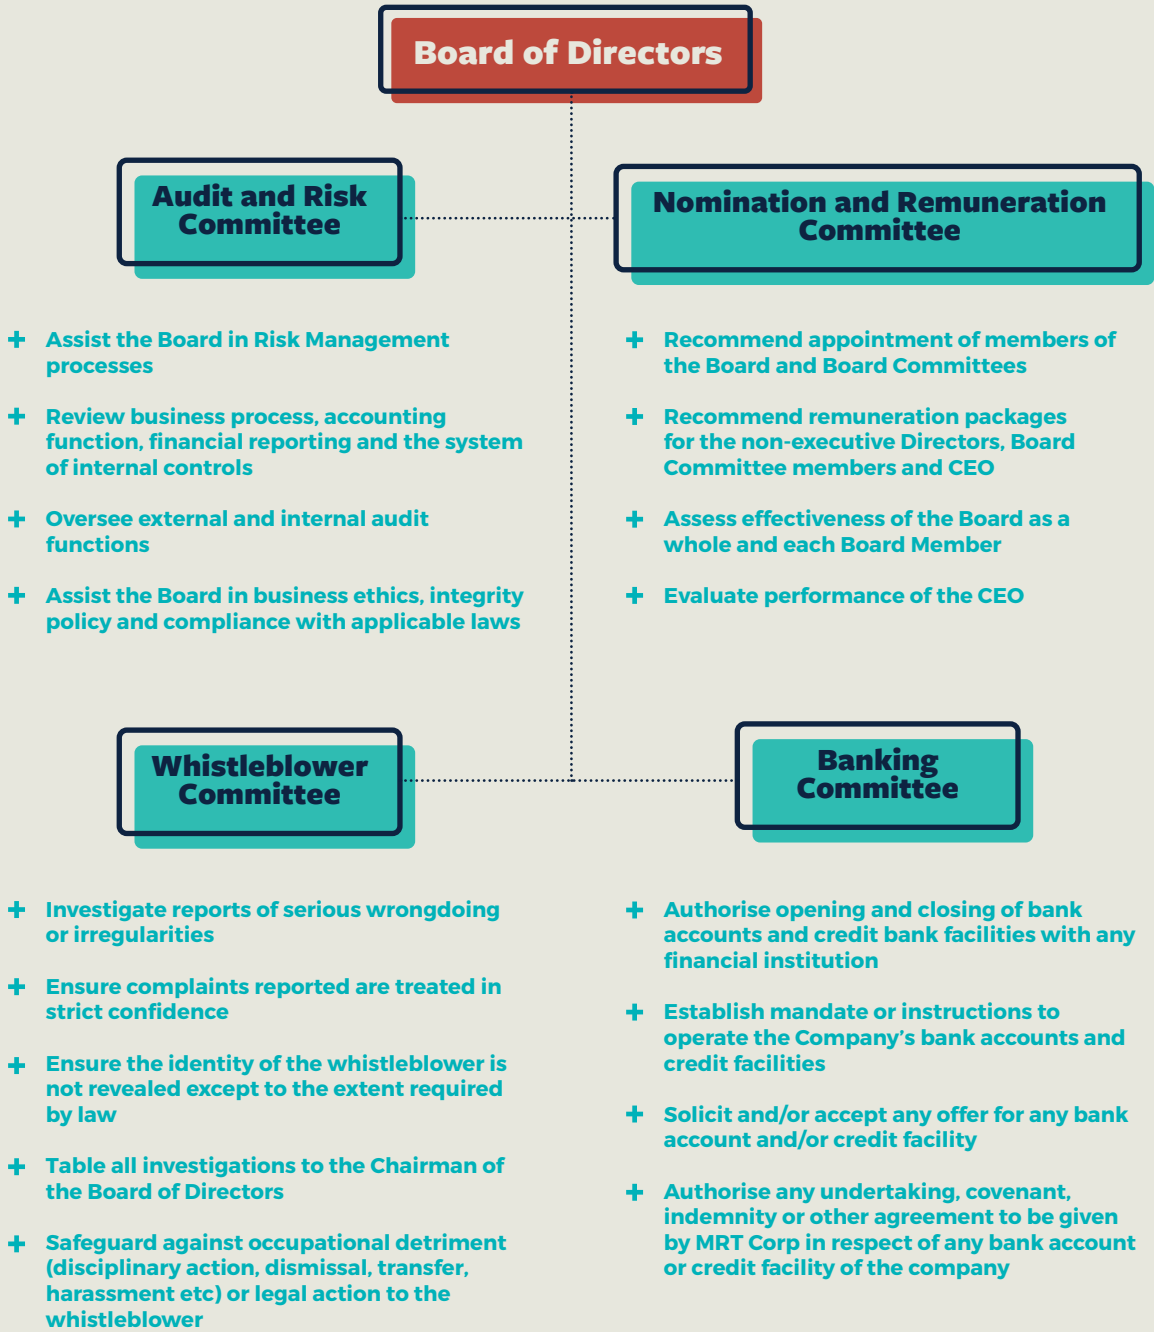 Board of Directors
Audit and Risk
Committee
Nomination and Remuneration
Committee
Assist the Board in Risk Management
processes
Review business process, accounting
function, financial reporting and the system
of internal controls
Oversee external and internal audit
functions
Assist the Board in business ethics, integrity
policy and compliance with applicable laws
Recommend appointment of members of
the Board and Board Committees
Recommend remuneration packages
for the non-executive Directors, Board
Committee members and CEO
Assess effectiveness of the Board as a
whole and each Board Member
Evaluate performance of the CEO
Whistleblower
Committee
Banking
Committee
Investigate reports of serious wrongdoing
or irregularities
Ensure complaints reported are treated in
strict confidence
Ensure the identity of the whistleblower is
not revealed except to the extent required
by law
Table all investigations to the Chairman of
the Board of Directors
Safeguard against occupational detriment
(disciplinary action, dismissal, transfer,
harassment etc) or legal action to the
whistleblower
Authorise opening and closing of bank
accounts and credit bank facilities with any
financial institution
Establish mandate or instructions to
operate the Company's bank accounts and
credit facilities
Solicit and/or accept any offer for any bank
account and/or credit facility
Authorise any undertaking, covenant,
indemnity or other agreement to be given
by MRT Corp in respect of any bank account
or credit facility of the company